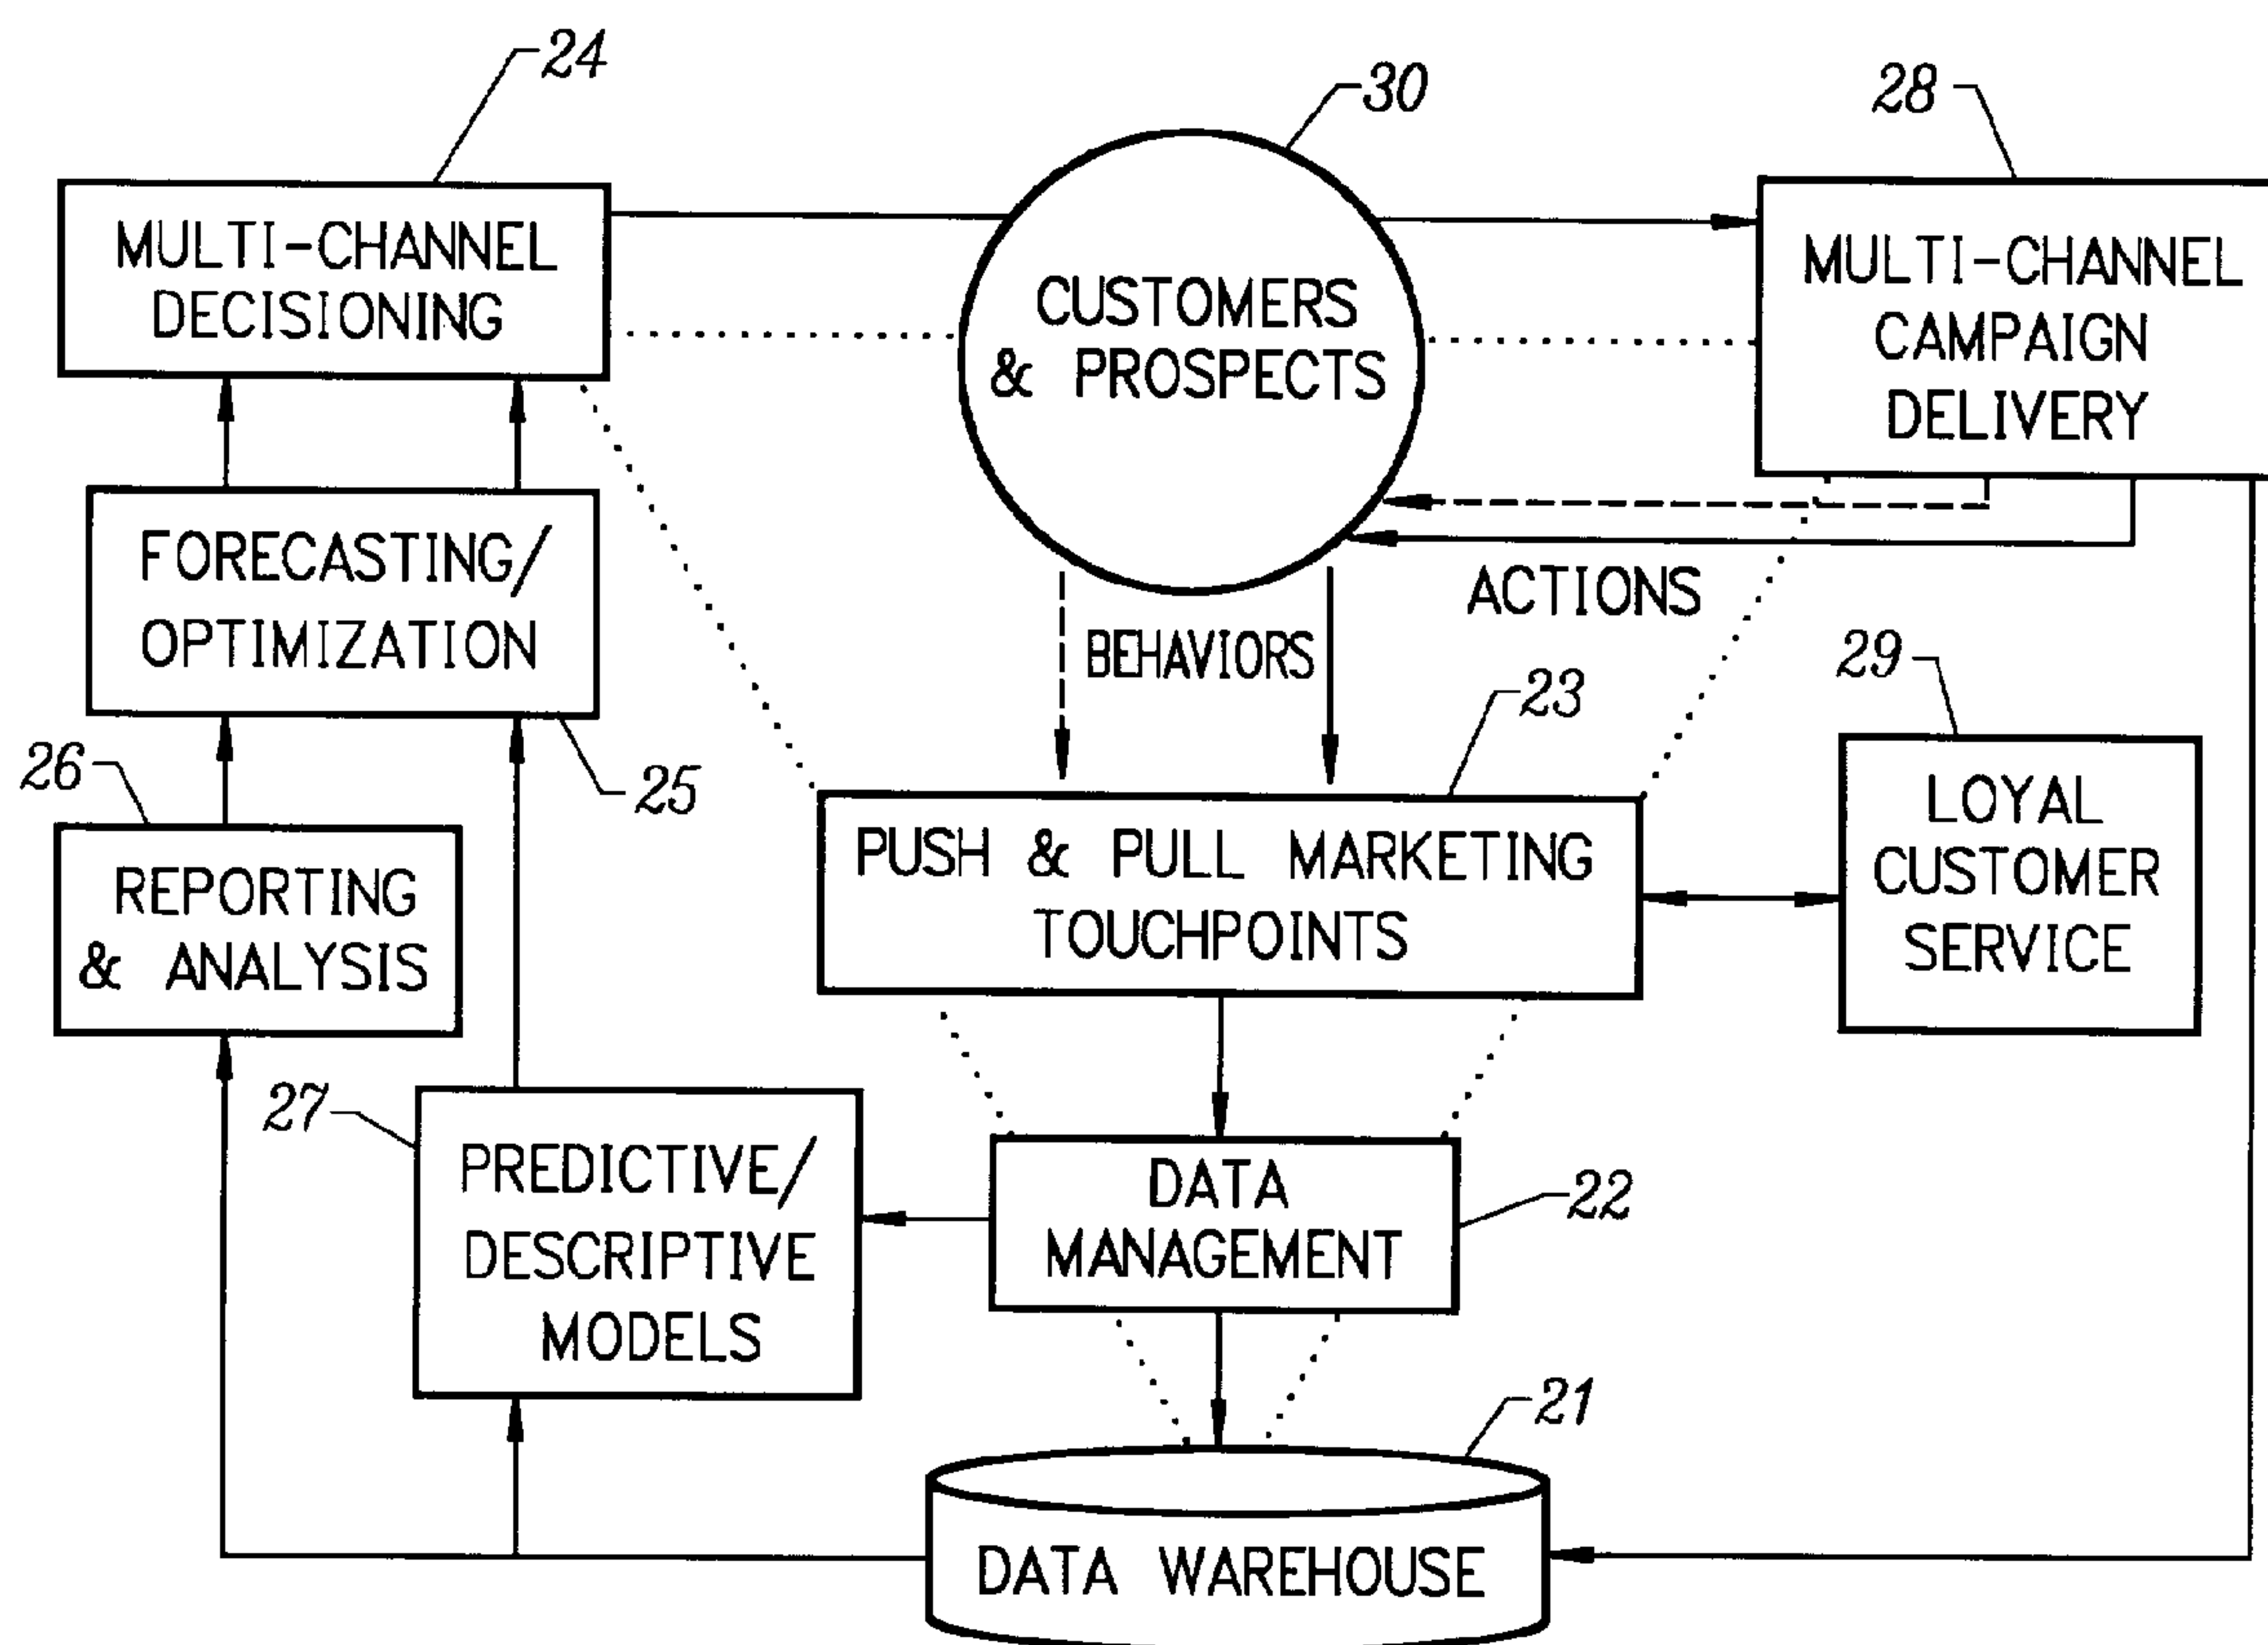 24
30
28
MULTI-CHANNEL
DECISIONING
CUSTOMERS
& PROSPECTS
MULTI-CHANNEL
CAMPAIGN
DELIVERY
FORECASTING/
OPTIMIZATION
ACTIONS
BEHAVIORS
29
23
26
25
LOYAL
CUSTOMER
SERVICE
PUSH & PULL MARKETING
TOUCHPOINTS
REPORTING
& ANALYSIS
27
PREDICTIVE/
DESCRIPTIVE
MODELS
DATA
MANAGEMENT
22
21
DATA WAREHOUSE